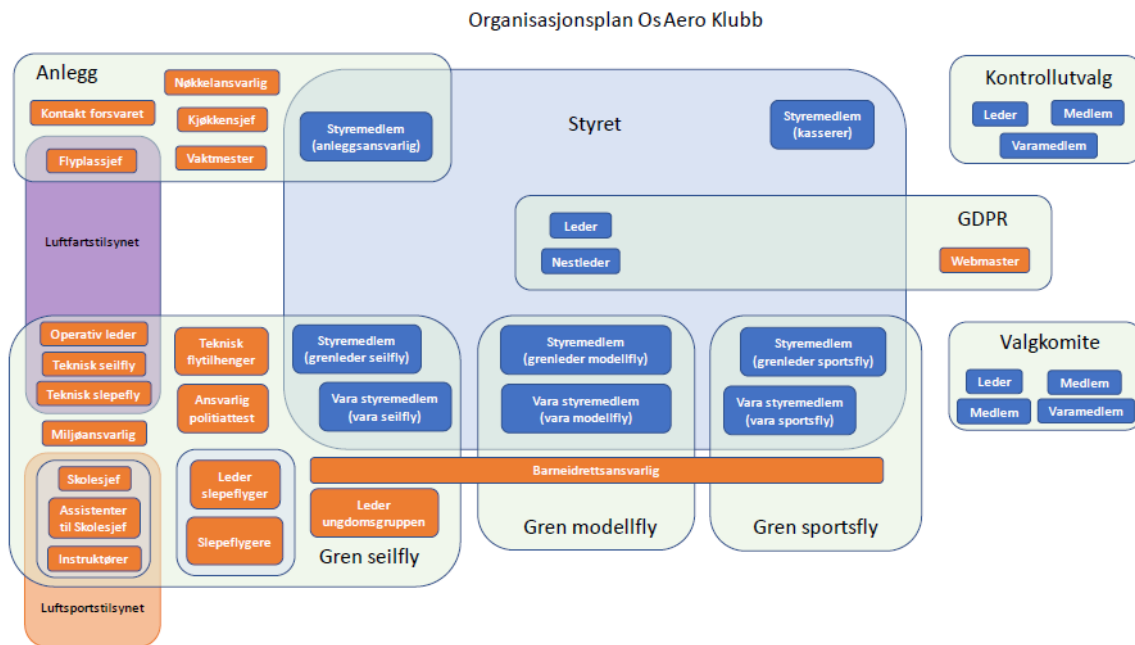 Organisasjonsplan Os Aero Klubb
Anlegg
Nøkkelansvarlig
Kontakt forsvaret
Kjøkkensjef
Flyplassjef
Vaktmester
Styremedlem
(anleggsansvarlig)
Styret
Styremedlem
(kasserer)
Kontrollutvalg
Leder
Medlem
Varamedlem
Luftfartstilsynet
Leder
Nestleder
GDPR
Webmaster
Operativ leder
Teknisk seilfly
Teknisk slepefly
Miljøansvarlig
Teknisk
flytilhenger
Ansvarlig
politiattest
Styremedlem
(grenleder seilfly)
Vara styremedlem
(vara seilfly)
Styremedlem
(grenleder modellfly)
Vara styremedlem
(vara modellfly)
Styremedlem
(grenleder sportsfly)
Vara styremedlem
(vara sportsfly)
Valgkomite
Leder
Medlem
Medlem
Varamedlem
Barneidrettsansvarlig
Skolesjef
Assistenter
til Skolesjef
Instruktører
Leder
slepeflyger
Slepeflygere
Leder
ungdomsgruppen
Gren seilfly
Gren modellfly
Gren sportsfly
Luftsportstilsynet